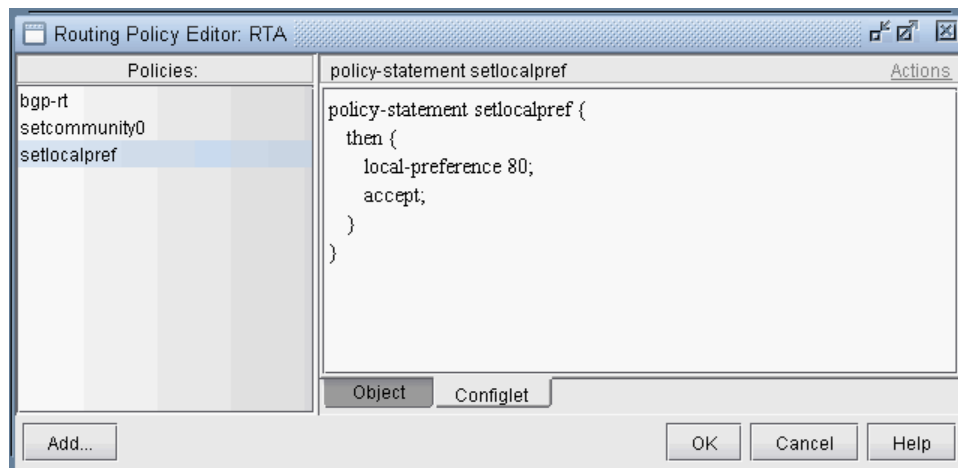 Routing Policy Editor: RTA
Policies:
bgp-rt
setcommunity0
setlocalpref
policy-statement setlocalpref
Actions
policy-statement setlocalpref {
then {
local-preference 80;
accept;
}
}
Object
Configlet
Add...
OK
Cancel
Help